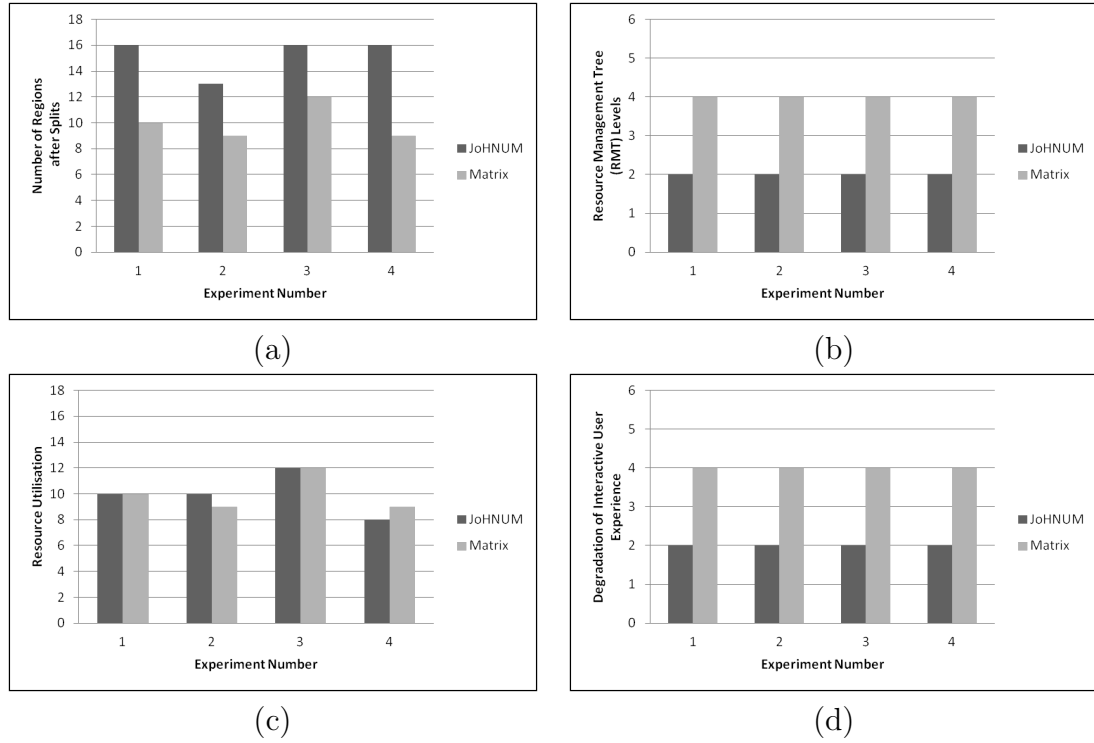 18
16
14
12
10
8
6
4
2
0
Number of Regions
after Splits
1 2 3 4
Experiment Number
JoHNUM
Matrix
(a)
6
5
4
3
2
1
0
Resource Management Tree
(RMT) Levels
1 2 3 4
Experiment Number
JoHNUM
Matrix
(b)
18
16
14
12
10
8
6
4
2
0
Resource Utilisation
1 2 3 4
Experiment Number
JoHNUM
Matrix
(c)
6
5
4
3
2
1
0
Degradation of Interactive User
Experience
1 2 3 4
Experiment Number
JoHNUM
Matrix
(d)